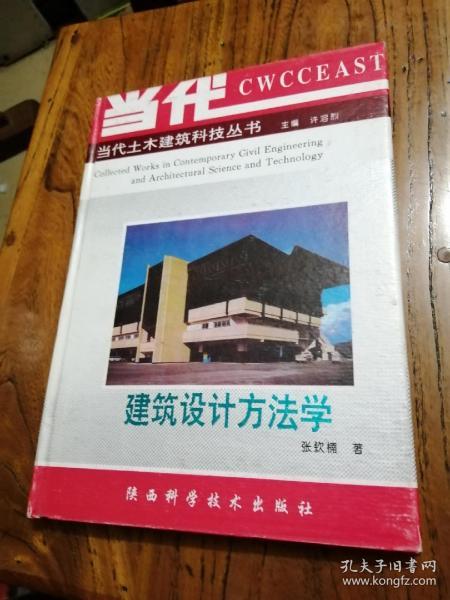 当代
CWCCEAST
当代土木建筑科技丛书 主编 许溶烈
Collected Works in Contemporary Civil Engineering
and Architectural Science and Technology
建筑设计方法学
张钦楠 著
陕西科学技术出版社
孔夫子旧书网
www.kongfz.com